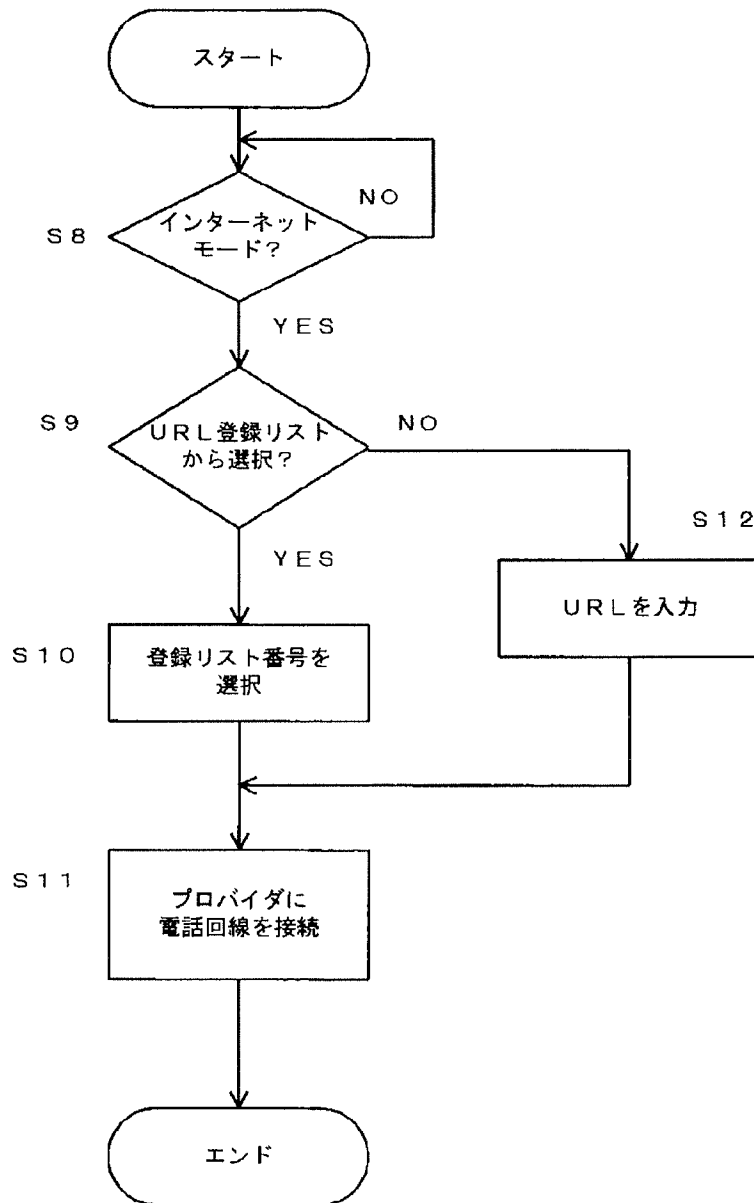 スタート
NO
S8
インターネット
モード?
YES
S9
URL登録リスト
から選択?
NO
S12
YES
URLを入力
S10
登録リスト番号を
選択
S11
プロバイダに
電話回線を接続
エンド